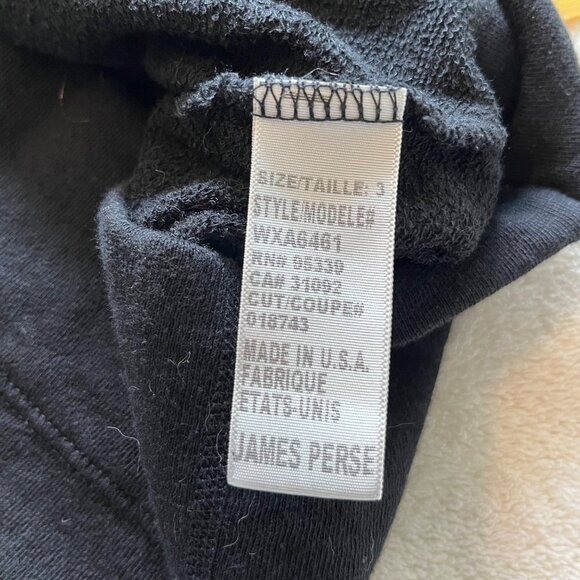 SIZE/TAILLE: 3
STYLE/MODELE#
WXA6461
RN# 95339
CA# 31092
CUT/COUPE#
018743
MADE IN U.S.A.
FABRIQUE
ETATS-UNIS
JAMES PERSE